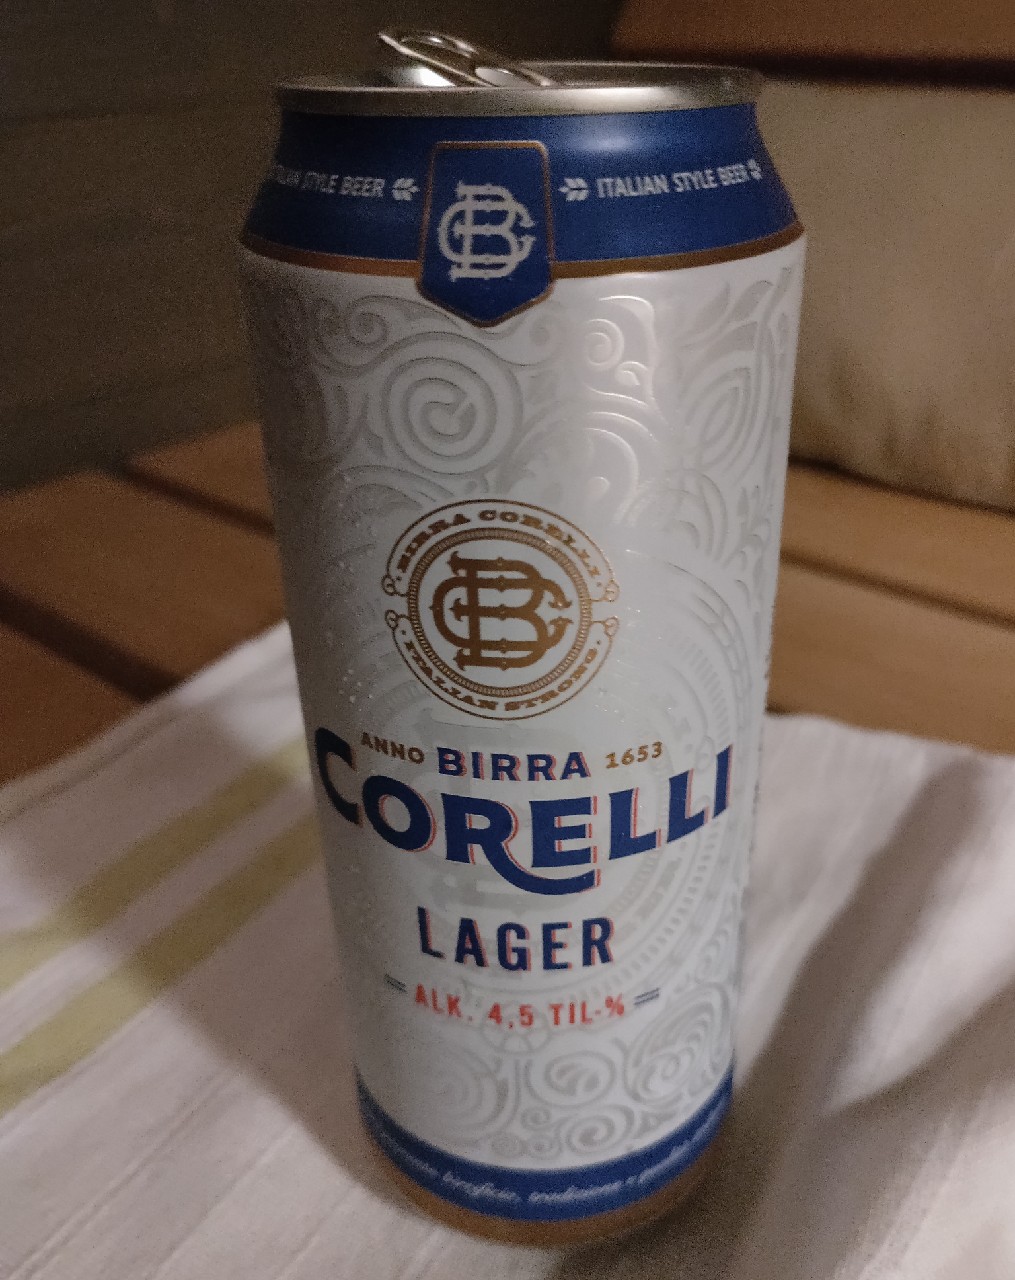 STYLE BEER
ITALIAN STYLE BEER
BC
BIRRA CORELLI
BC
ITALIAN STRONG
ANNO BIRRA 1653
CORELLI
LAGER
ALK. 4,5 TIL-%